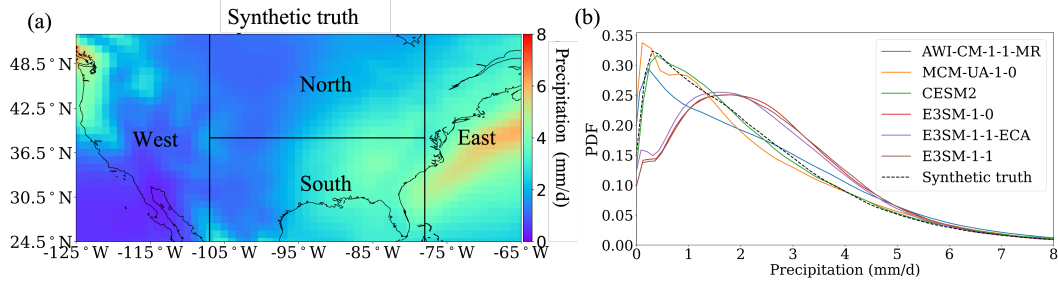 (a)
Synthetic truth
48.5°N
42.5°N
36.5°N
30.5°N
24.5°N
-125°W -115°W -105°W -95°W -85°W -75°W -65°W
North
West
East
South
8
6
4
2
0
Precipitation (mm/d)
(b)
PDF
0.35
0.30
0.25
0.20
0.15
0.10
0.05
0.00
0 1 2 3 4 5 6 7 8
Precipitation (mm/d)
AWI-CM-1-1-MR
MCM-UA-1-0
CESM2
E3SM-1-0
E3SM-1-1-ECA
E3SM-1-1
Synthetic truth